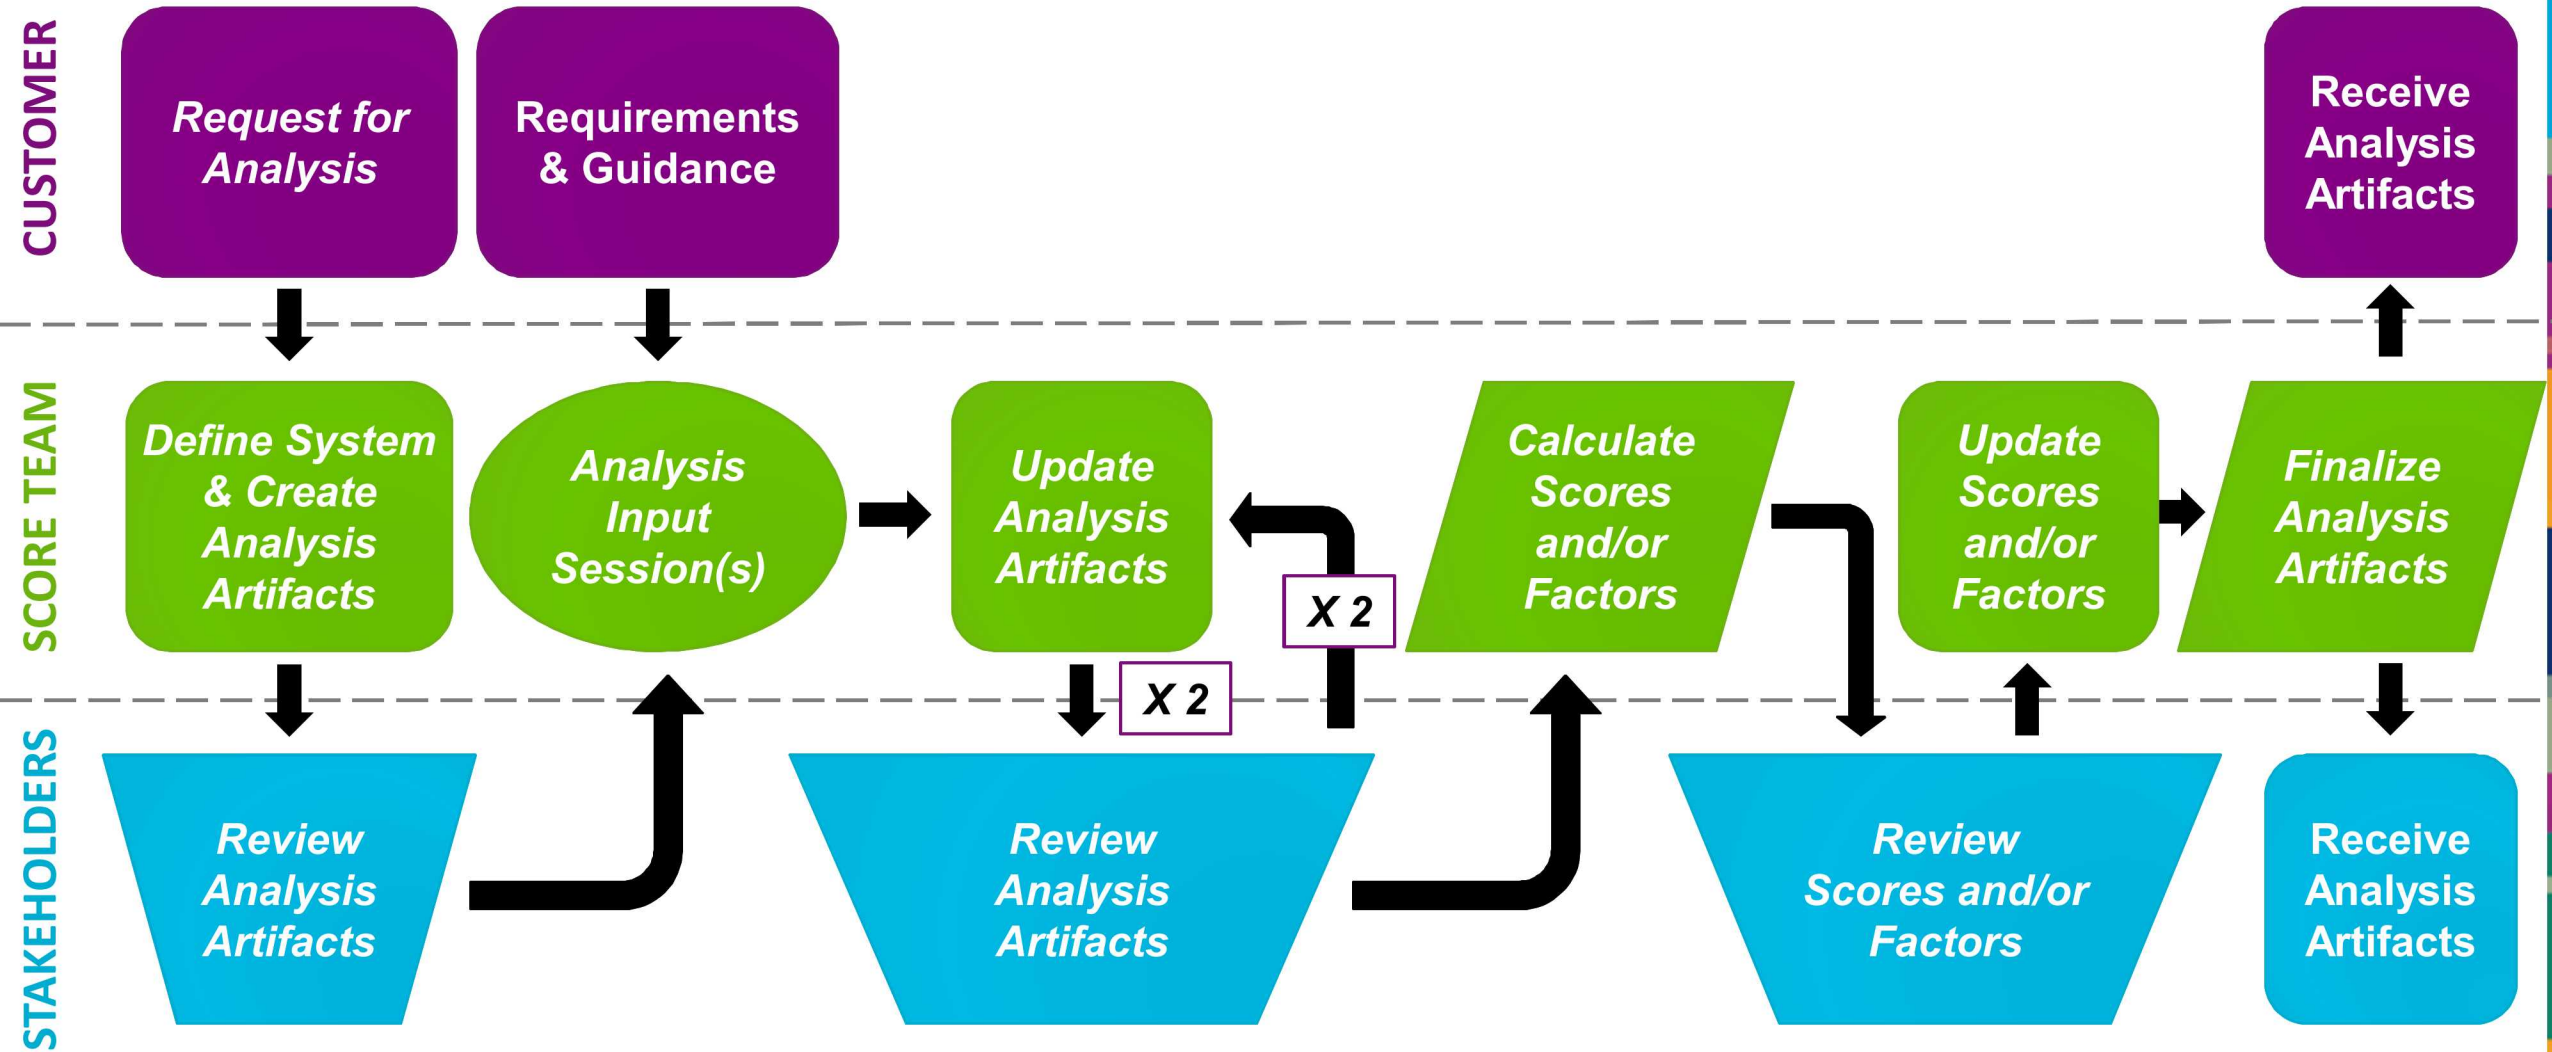 CUSTOMER
Request for
Analysis
Requirements
& Guidance
Receive
Analysis
Artifacts
SCORE TEAM
Define System
& Create
Analysis
Artifacts
Analysis
Input
Session(s)
Update
Analysis
Artifacts
X 2
X 2
Calculate
Scores
and/or
Factors
Update
Scores
and/or
Factors
Finalize
Analysis
Artifacts
STAKEHOLDERS
Review
Analysis
Artifacts
Review
Analysis
Artifacts
Review
Scores and/or
Factors
Receive
Analysis
Artifacts